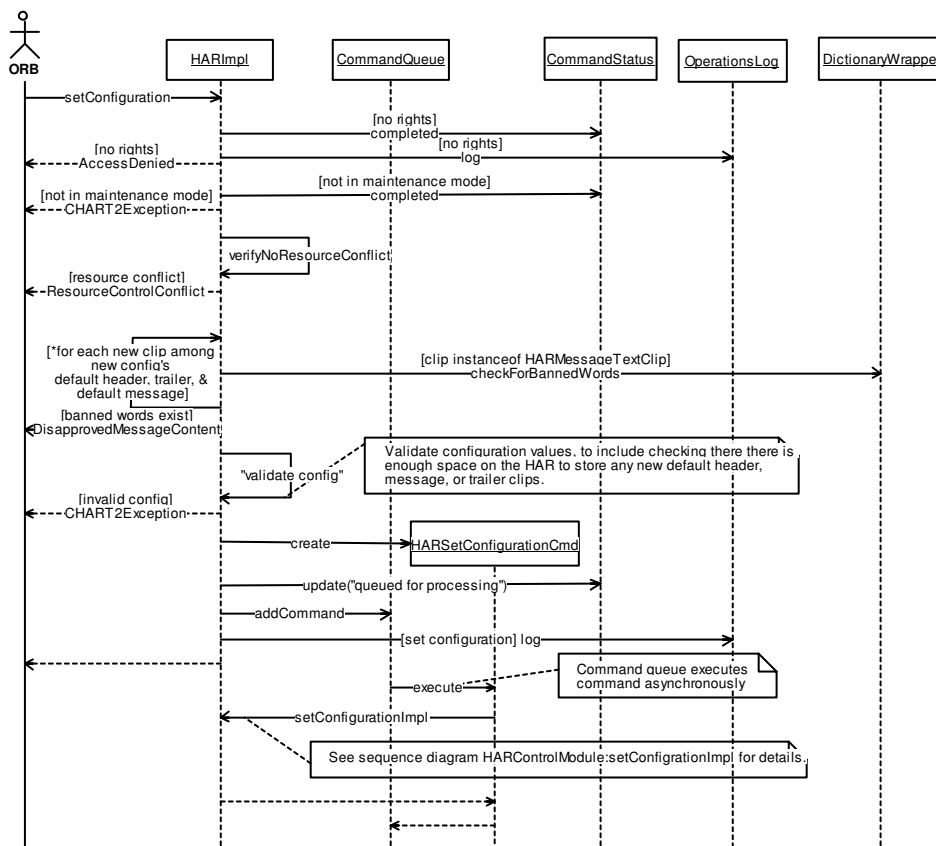 ORB
HARImpl
CommandQueue
CommandStatus
OperationsLog
DictionaryWrappe
setConfiguration
[no rights]
completed
[no rights]
log
[no rights]
AccessDenied
[not in maintenance mode]
completed
[not in maintenance mode]
CHART2Exception
verifyNoResourceConflict
[resource conflict]
ResourceControlConflict
[*for each new clip among
new config's
default header, trailer, &
default message]
[clip instanceof HARMessageTextClip]
checkForBannedWords
[banned words exist]
DisapprovedMessageContent
Validate configuration values, to include checking there there is
enough space on the HAR to store any new default header,
message, or trailer clips.
"validate config"
[invalid config]
CHART2Exception
create
HARSetConfigurationCmd
update("queued for processing")
addCommand
[set configuration] log
Command queue executes
command asynchronously
execute
setConfigurationImpl
See sequence diagram HARControlModule:setConfigrationImpl for details.